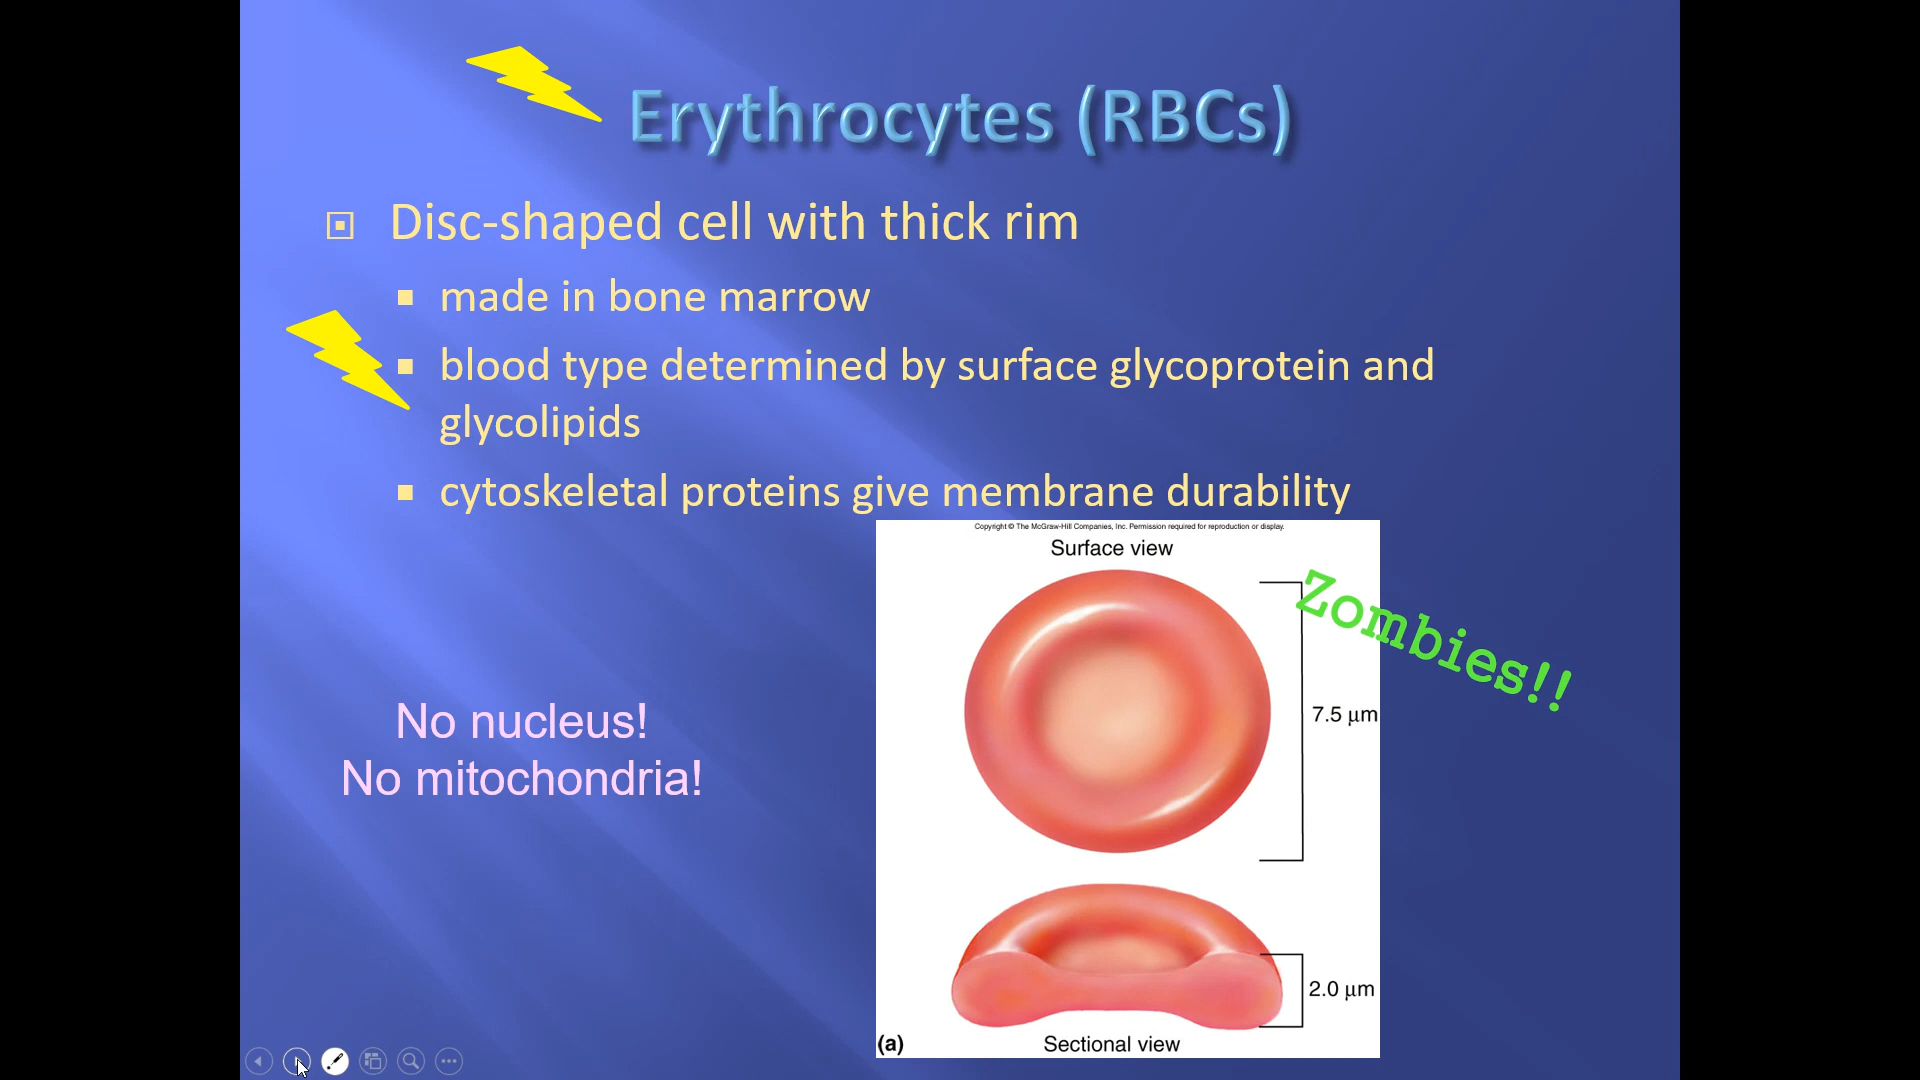 Erythrocytes (RBCs)
Disc-shaped cell with thick rim
made in bone marrow
blood type determined by surface glycoprotein and
glycolipids
cytoskeletal proteins give membrane durability
Copyright © The McGraw-Hill Companies, Inc. Permission required for reproduction or display.
Surface view
Zombies!!
7.5 µm
No nucleus!
No mitochondria!
2.0 µm
(a)
Sectional view